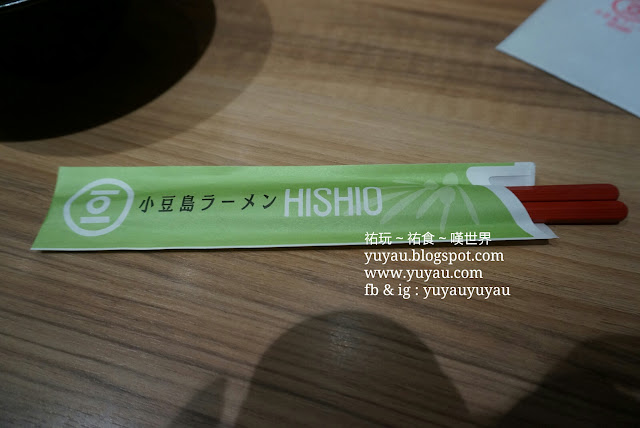 小豆島ラーメン HISHIO
祐玩 ~ 祐食 ~ 嘆世界
yuyau.blogspot.com
www.yuyau.com
fb & ig : yuyauyuyau